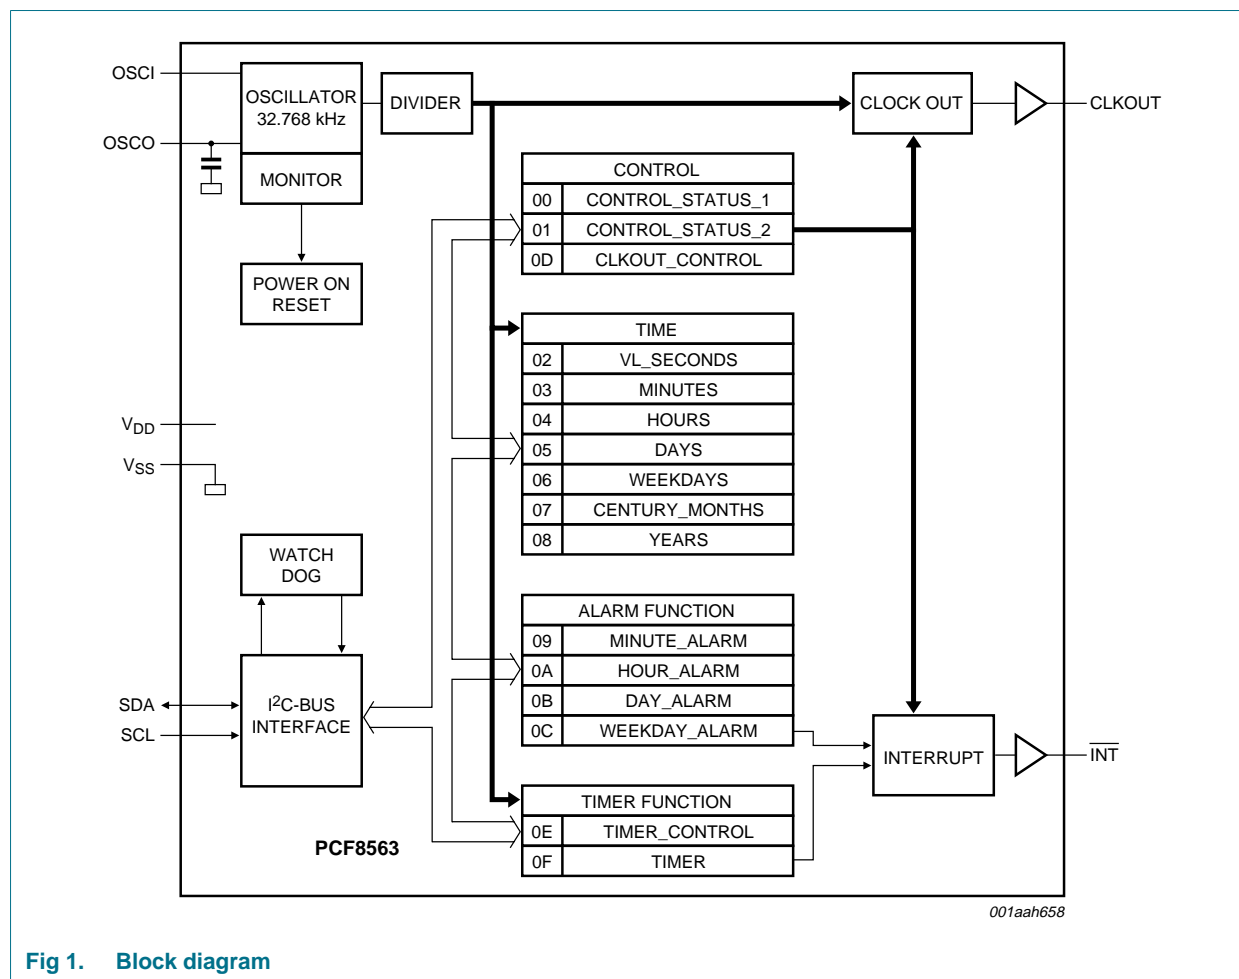 OSCI
OSCO
OSCILLATOR
32.768 kHz
MONITOR
DIVIDER
CLOCK OUT
CLKOUT
POWER ON
RESET
CONTROL
00 CONTROL_STATUS_1
01 CONTROL_STATUS_2
0D CLKOUT_CONTROL
TIME
02 VL_SECONDS
03 MINUTES
04 HOURS
05 DAYS
06 WEEKDAYS
07 CENTURY_MONTHS
08 YEARS
VDD
VSS
WATCH
DOG
ALARM FUNCTION
09 MINUTE_ALARM
0A HOUR_ALARM
0B DAY_ALARM
0C WEEKDAY_ALARM
SDA
SCL
I2C-BUS
INTERFACE
INTERRUPT
INT
TIMER FUNCTION
0E TIMER_CONTROL
0F TIMER
PCF8563
001aah658
Fig 1. Block diagram